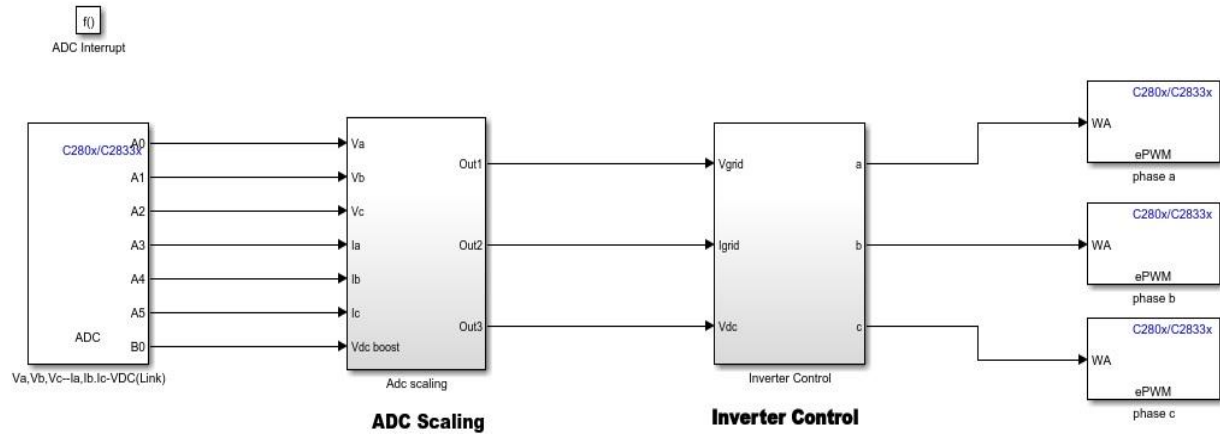 f()
ADC Interrupt
C280x/C2833x
A0
A1
A2
A3
A4
A5
B0
ADC
Va,Vb,Vc--Ia,Ib.Ic-VDC(Link)
Va
Vb
Vc
Ia
Ib
Ic
Vdc boost
Out1
Out2
Out3
Adc scaling
ADC Scaling
Vgrid
Igrid
Vdc
a
b
c
Inverter Control
Inverter Control
C280x/C2833x
WA
ePWM
phase a
C280x/C2833x
WA
ePWM
phase b
C280x/C2833x
WA
ePWM
phase c